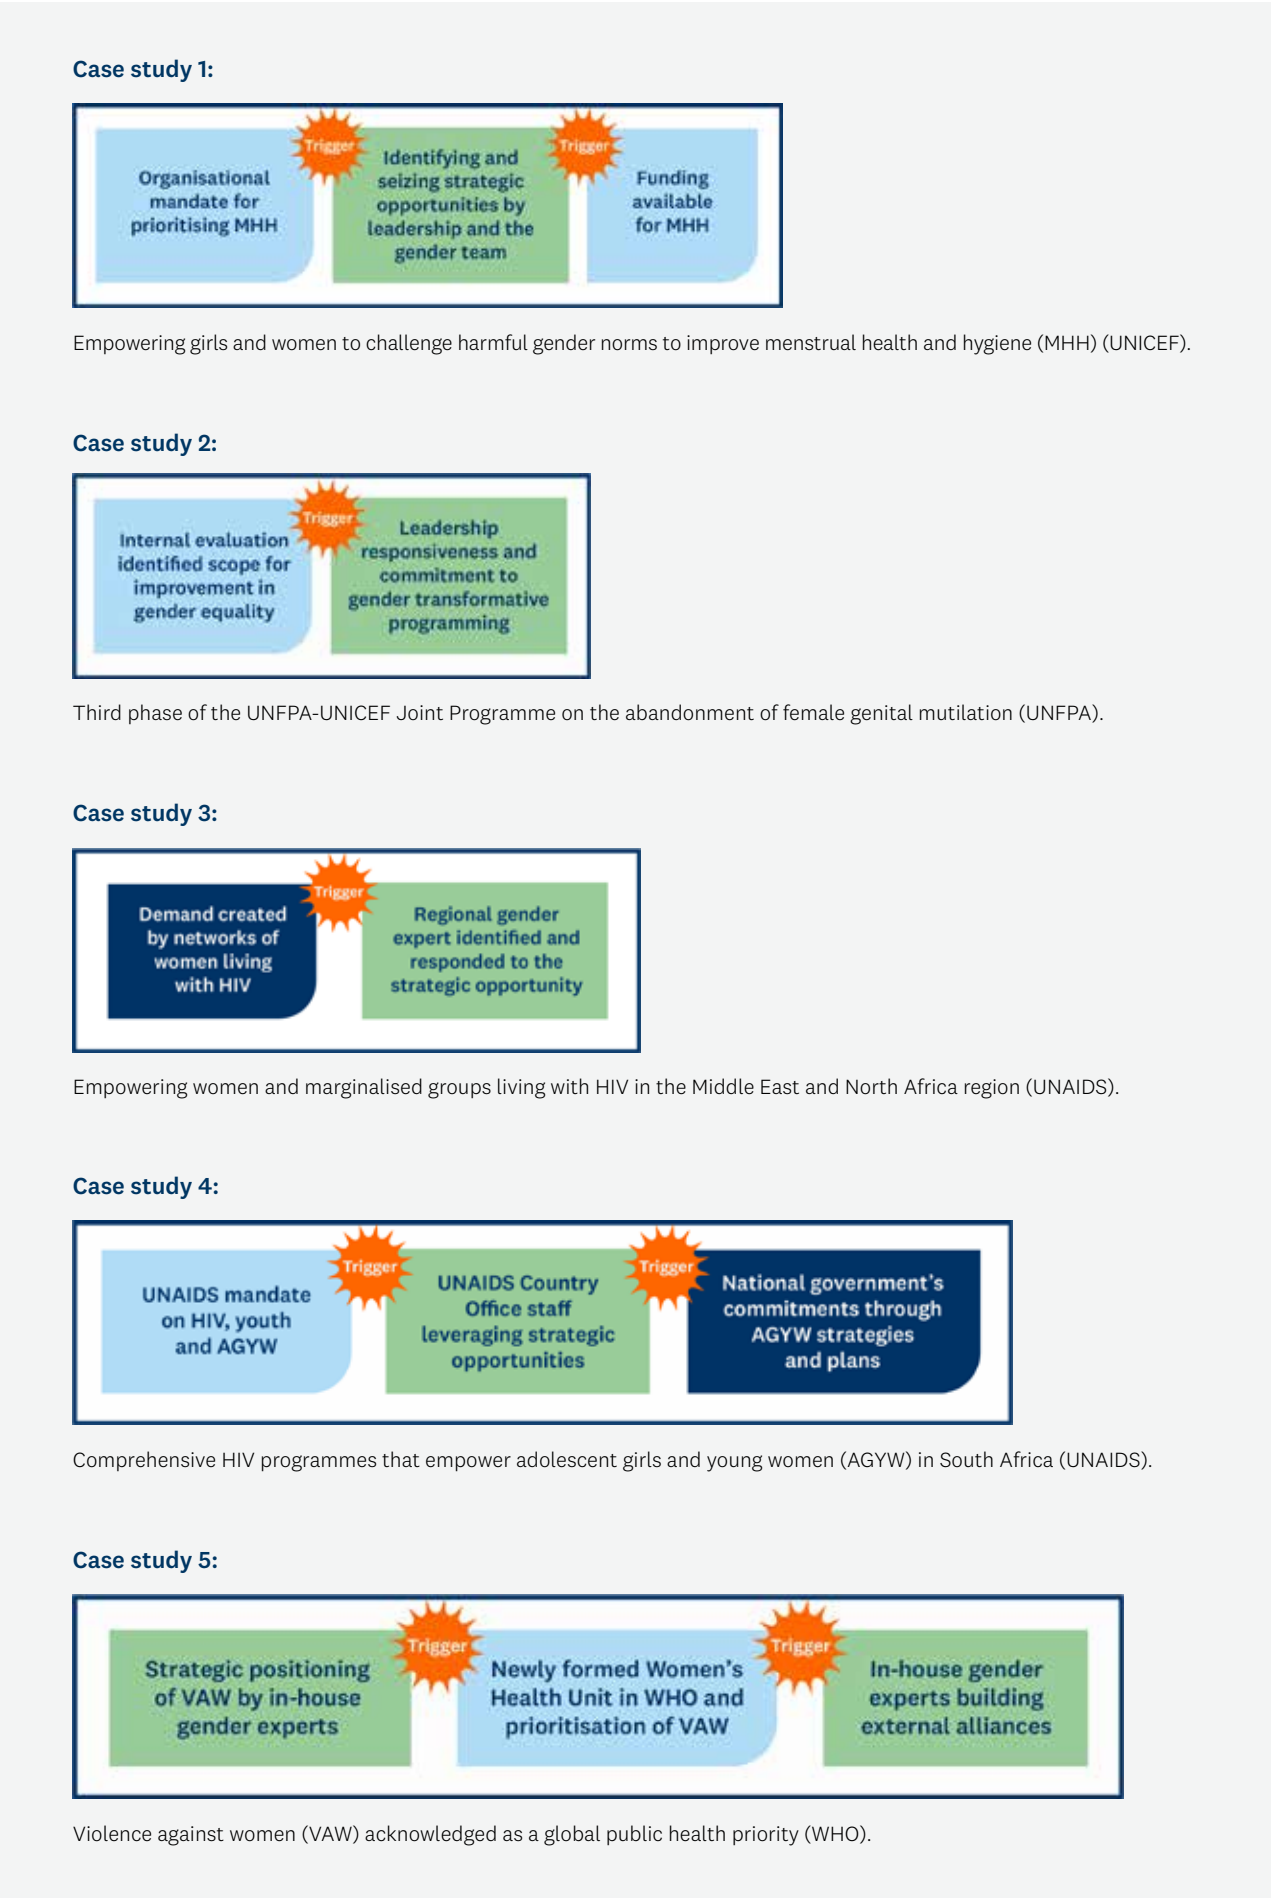 Case study 1:
Organisational
mandate for
prioritising MHH
Trigger
Identifying and
seizing strategic
opportunities by
leadership and the
gender team
Trigger
Funding
available
for MHH
Empowering girls and women to challenge harmful gender norms to improve menstrual health and hygiene (MHH) (UNICEF).
Case study 2:
Internal evaluation
identified scope for
improvement in
gender equality
Trigger
Leadership
responsiveness and
commitment to
gender transformative
programming
Third phase of the UNFPA-UNICEF Joint Programme on the abandonment of female genital mutilation (UNFPA).
Case study 3:
Demand created
by networks of
women living
with HIV
Trigger
Regional gender
expert identified and
responded to the
strategic opportunity
Empowering women and marginalised groups living with HIV in the Middle East and North Africa region (UNAIDS).
Case study 4:
UNAIDS mandate
on HIV, youth
and AGYW
Trigger
UNAIDS Country
Office staff
leveraging strategic
opportunities
Trigger
National government's
commitments through
AGYW strategies
and plans
Comprehensive HIV programmes that empower adolescent girls and young women (AGYW) in South Africa (UNAIDS).
Case study 5:
Strategic positioning
of VAW by in-house
gender experts
Trigger
Newly formed Women's
Health Unit in WHO and
prioritisation of VAW
Trigger
In-house gender
experts building
external alliances
Violence against women (VAW) acknowledged as a global public health priority (WHO).